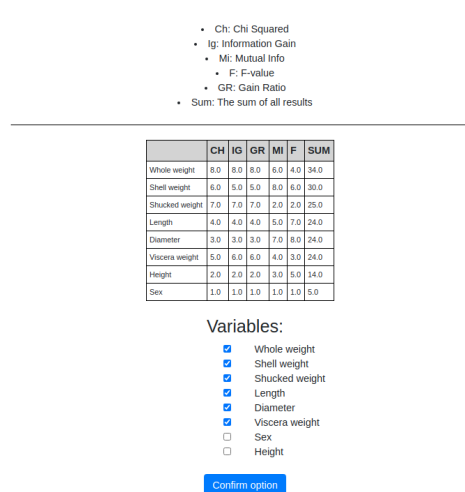 • Ch: Chi Squared
• Ig: Information Gain
• Mi: Mutual Info
• F: F-value
• GR: Gain Ratio
• Sum: The sum of all results
CH IG GR MI F SUM
Whole weight 8.0 8.0 8.0 6.0 4.0 34.0
Shell weight 6.0 5.0 5.0 8.0 6.0 30.0
Shucked weight 7.0 7.0 7.0 2.0 2.0 25.0
Length 4.0 4.0 4.0 5.0 7.0 24.0
Diameter 3.0 3.0 3.0 7.0 8.0 24.0
Viscera weight 5.0 6.0 6.0 4.0 3.0 24.0
Height 2.0 2.0 2.0 3.0 5.0 14.0
Sex 1.0 1.0 1.0 1.0 1.0 5.0
Variables:
Whole weight
Shell weight
Shucked weight
Length
Diameter
Viscera weight
Sex
Height
Confirm option